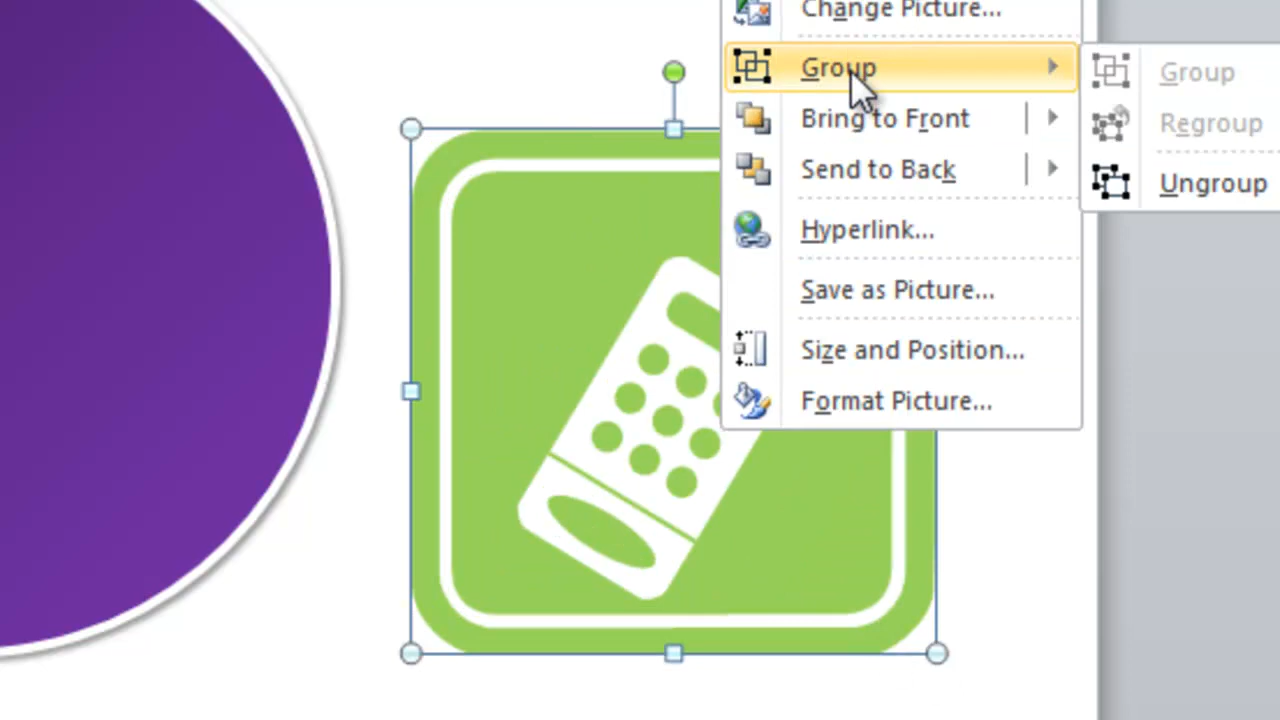 Change Picture...
Group
Bring to Front
Send to Back
Hyperlink...
Save as Picture...
Size and Position...
Format Picture...
Group
Regroup
Ungroup